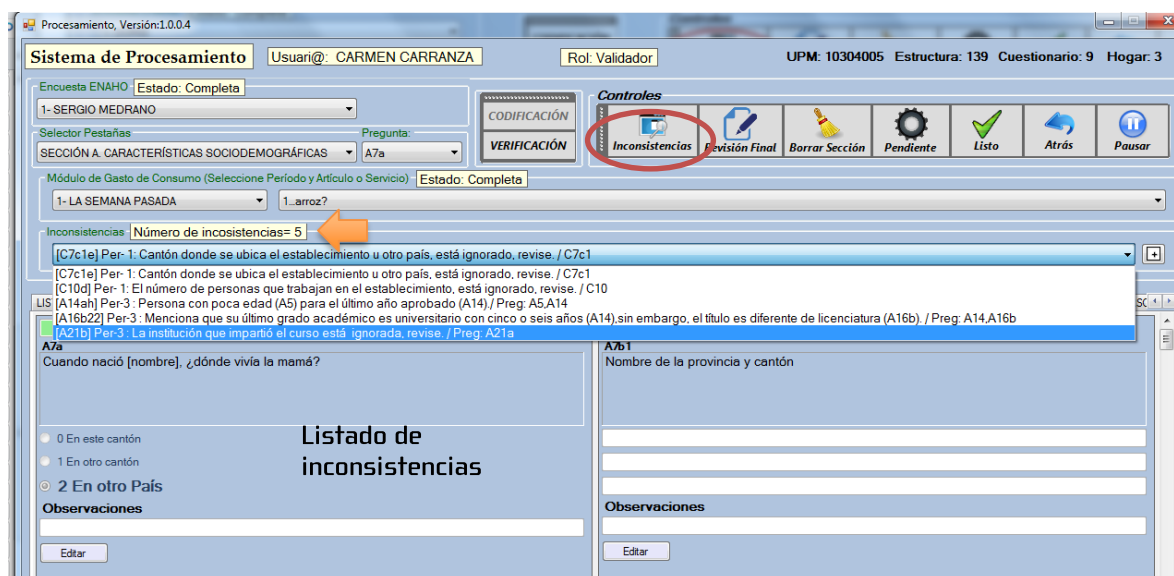 Procesamiento, Versión:1.0.0.4
Sistema de Procesamiento
Usuari@: CARMEN CARRANZA
Rol: Validador
UPM: 10304005 Estructura: 139 Cuestionario: 9 Hogar: 3
Encuesta ENAHO
Estado: Completa
1- SERGIO MEDRANO
Selector Pestañas
Pregunta:
SECCIÓN A. CARACTERÍSTICAS SOCIODEMOGRÁFICAS
A7a
CODIFICACIÓN
VERIFICACIÓN
Controles
Inconsistencias
Revisión Final
Borrar Sección
Pendiente
Listo
Atrás
Pausar
Módulo de Gasto de Consumo (Seleccione Período y Artículo o Servicio)
Estado: Completa
1- LA SEMANA PASADA
1...arroz?
Inconsistencias
Número de incosistencias= 5
[C7c1e] Per- 1: Cantón donde se ubica el establecimiento u otro país, está ignorado, revise. / C7c1
[C7c1e] Per- 1: Cantón donde se ubica el establecimiento u otro país, está ignorado, revise. / C7c1
[C10d] Per- 1: El número de personas que trabajan en el establecimiento, está ignorado, revise. / C10
[A14ah] Per-3 : Persona con poca edad (A5) para el último año aprobado (A14)./ Preg: A5,A14
[A16b22] Per-3 : Menciona que su último grado académico es universitario con cinco o seis años (A14),sin embargo, el título es diferente de licenciatura (A16b). / Preg: A14,A16b
[A21b] Per-3 : La institución que impartió el curso está ignorada, revise. / Preg: A21a
A7a
Cuando nació [nombre], ¿dónde vivía la mamá?
0 En este cantón
1 En otro cantón
2 En otro País
Observaciones
Editar
Listado de
inconsistencias
A7b1
Nombre de la provincia y cantón
Observaciones
Editar